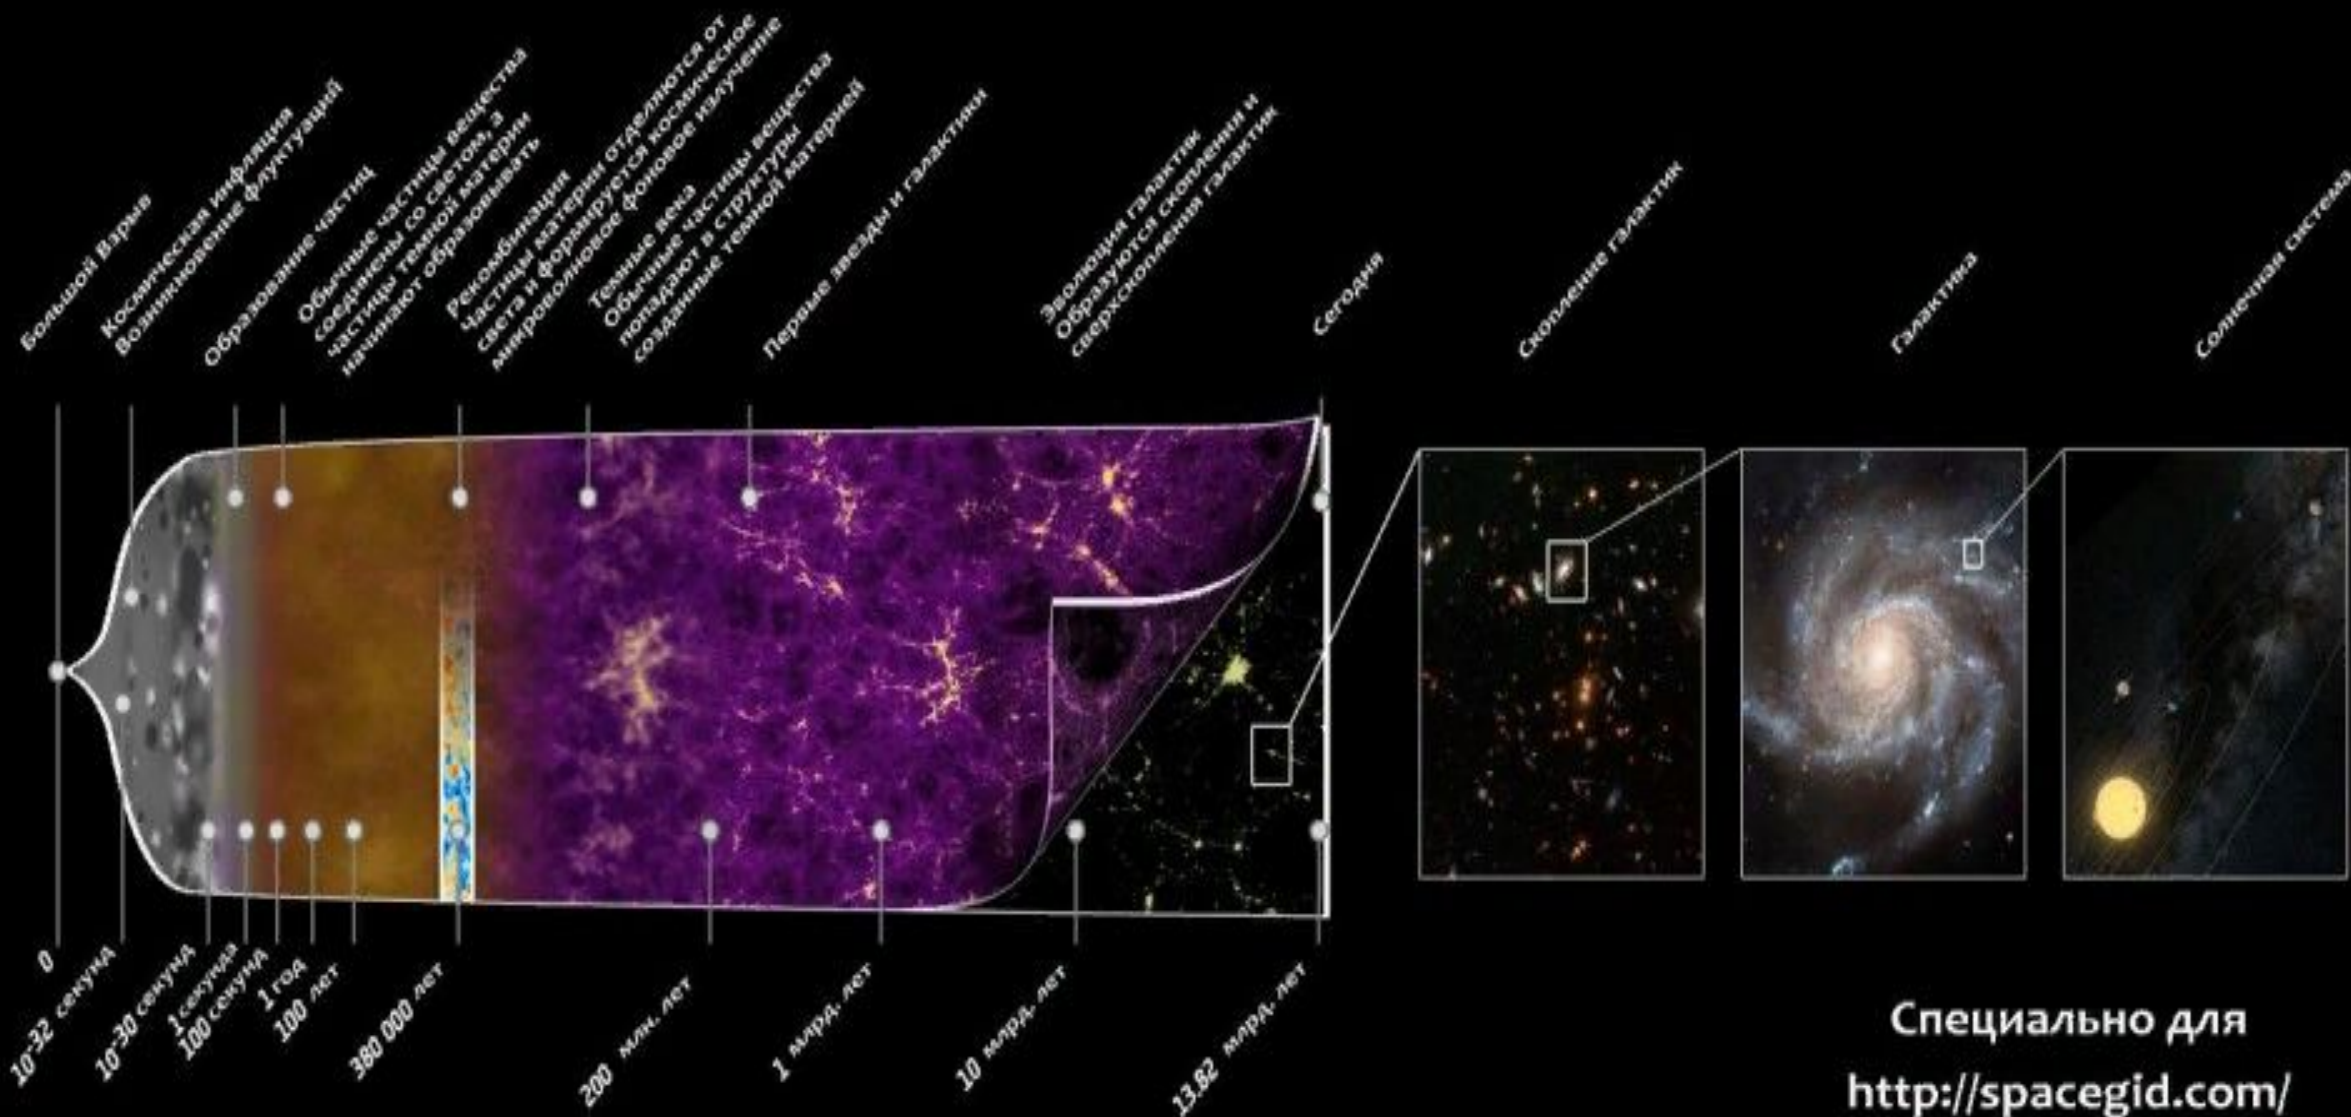 Большой Взрыв
Космическая инфляция
Возникновение флуктуаций
Образование частиц
Обычные частицы вещества
соединены со светом, а
частицы темной материи
начинают образовывать
Рекомбинация
Частицы материи отделяются от
света и формируется космическое
микроволновое фоновое излучение
Темные века
Обычные частицы вещества
попадают в структуры
созданные темной материей
Первые звезды и галактики
Эволюция галактик
Образуются скопления и
сверхскопления галактик
Сегодня
Скопление галактик
Галактика
Солнечная система
0
10-32 секунд
10-30 секунд
1 секунда
100 секунд
1 год
100 лет
380 000 лет
200 млн. лет
1 млрд. лет
10 млрд. лет
13.82 млрд. лет
Специально для
http://spacegid.com/